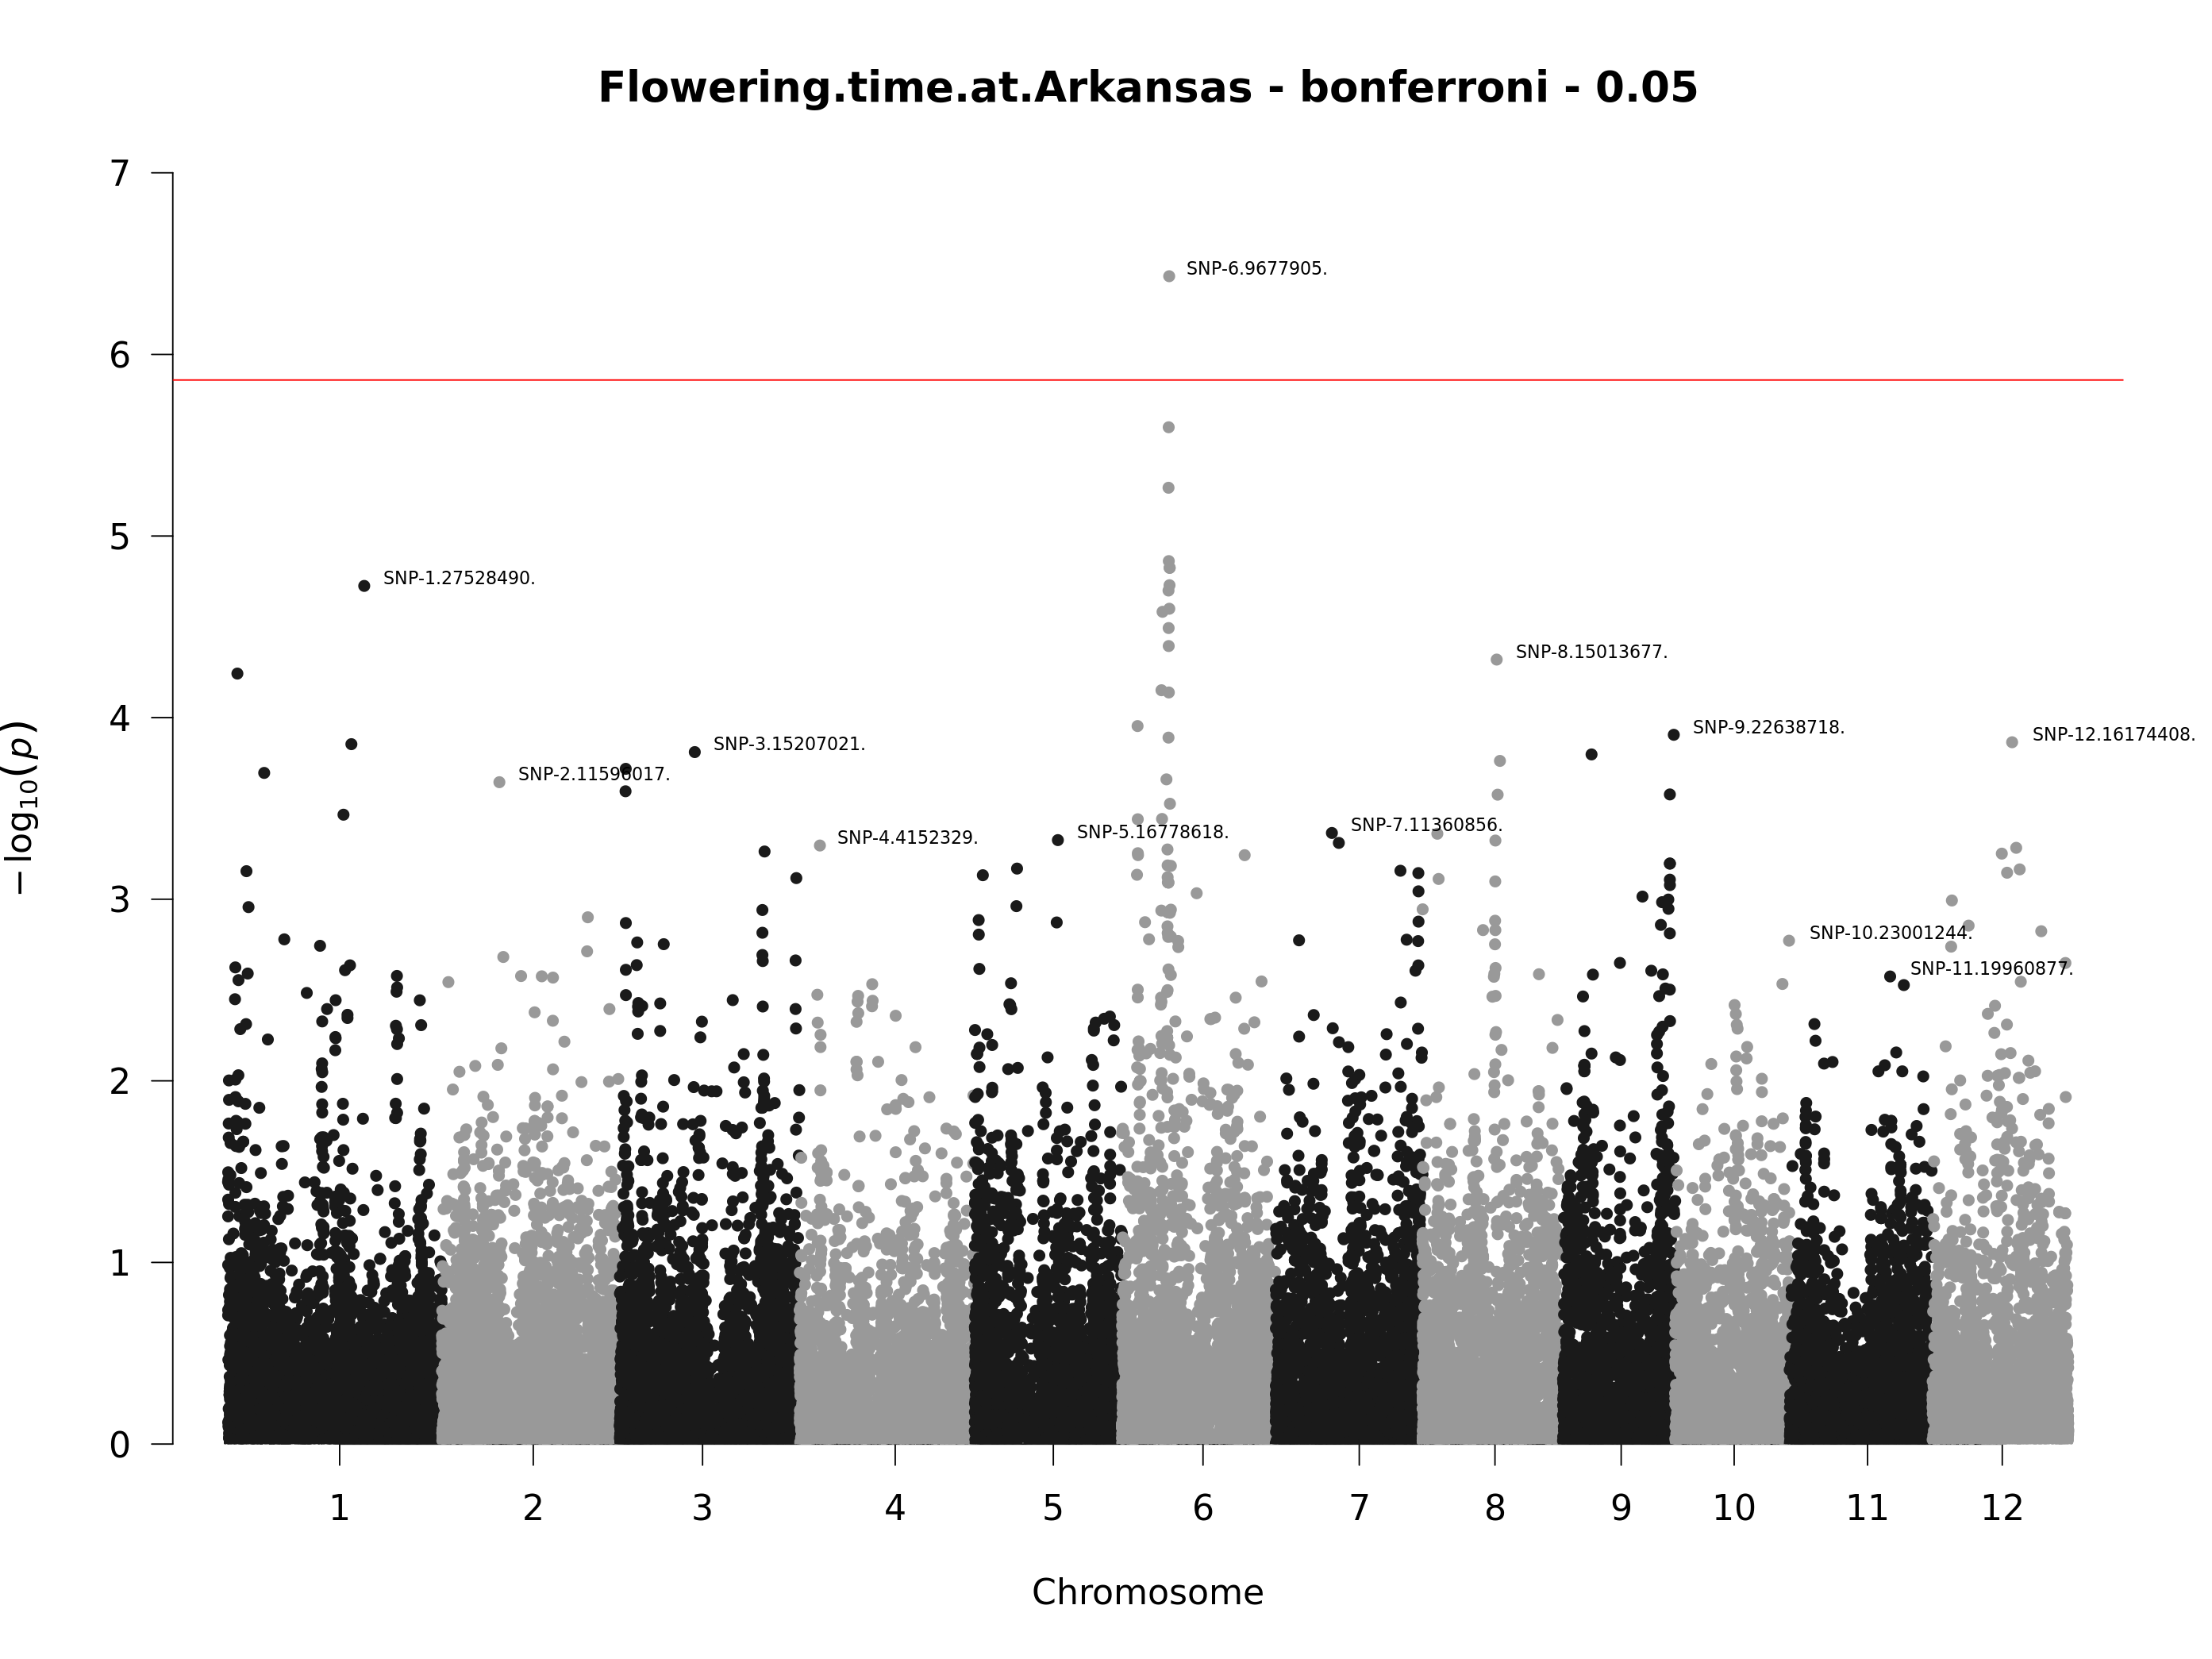 Flowering.time.at.Arkansas - bonferroni - 0.05
7
6
5
4
3
2
1
0
−log10(p)
SNP-6.9677905.
SNP-1.27528490.
SNP-8.15013677.
SNP-9.22638718.
SNP-12.16174408.
SNP-3.15207021.
SNP-2.11596017.
SNP-7.11360856.
SNP-5.16778618.
SNP-4.4152329.
SNP-10.23001244.
SNP-11.19960877.
1 2 3 4 5 6 7 8 9 10 11 12
Chromosome